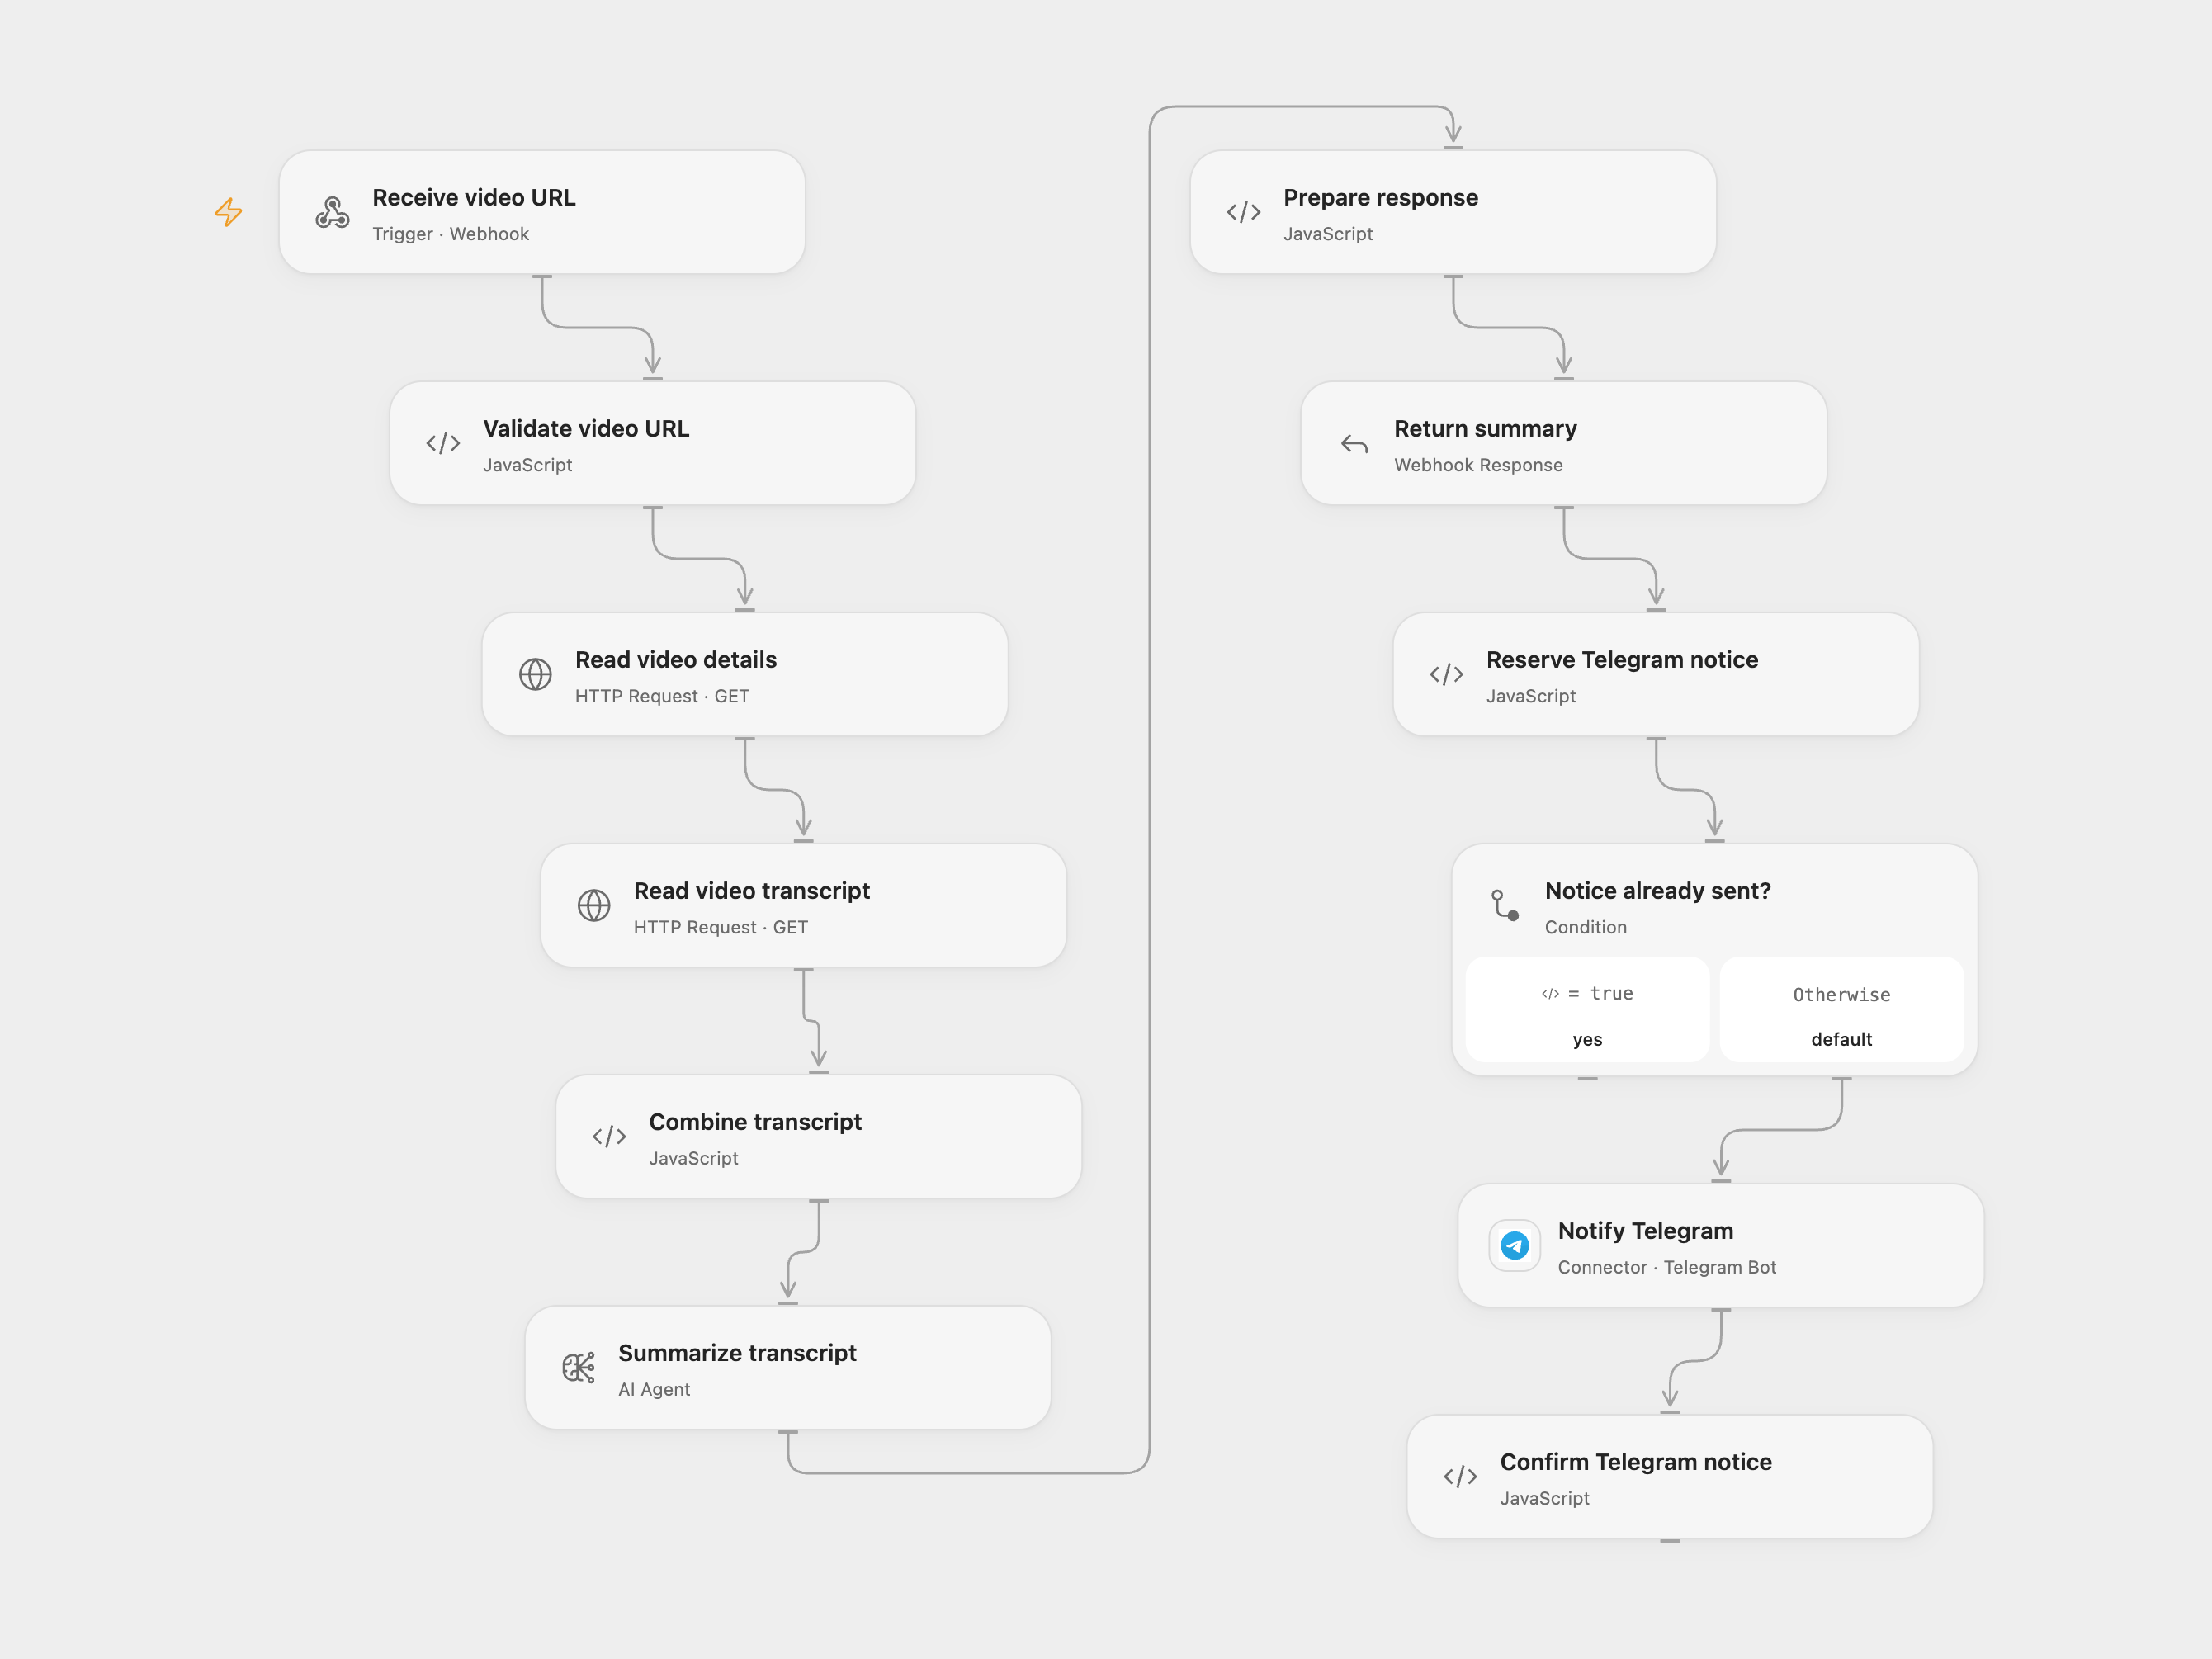 Receive video URL
Trigger · Webhook
Validate video URL
JavaScript
Read video details
HTTP Request · GET
Read video transcript
HTTP Request · GET
Combine transcript
JavaScript
Summarize transcript
AI Agent
Prepare response
JavaScript
Return summary
Webhook Response
Reserve Telegram notice
JavaScript
Notice already sent?
Condition
</> = true
yes
Otherwise
default
Notify Telegram
Connector · Telegram Bot
Confirm Telegram notice
JavaScript